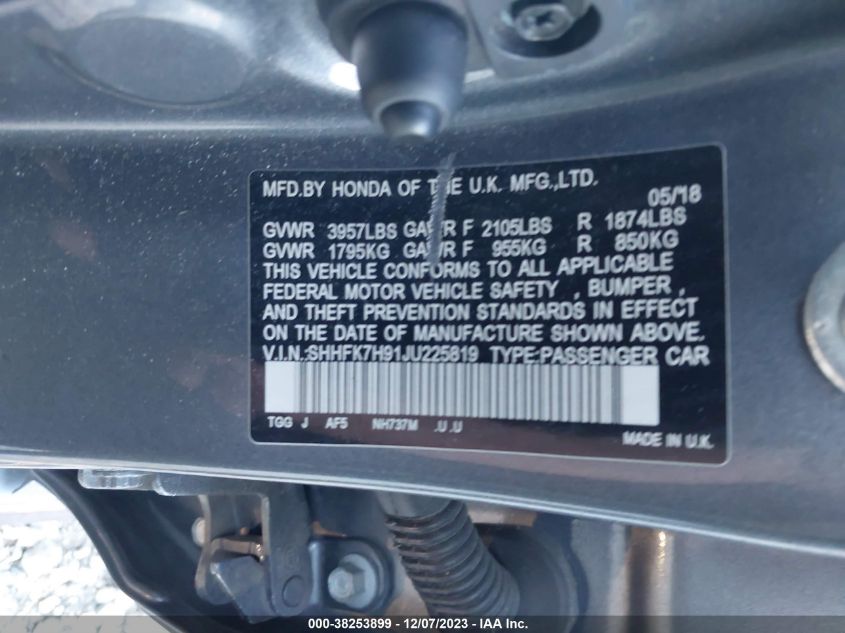 MFD.BY HONDA OF THE U.K. MFG.,LTD.
05/18
GVWR 3957LBS GAWR F 2105LBS R 1874LBS
GVWR 1795KG GAWR F 955KG R 850KG
THIS VEHICLE CONFORMS TO ALL APPLICABLE
FEDERAL MOTOR VEHICLE SAFETY , BUMPER ,
AND THEFT PREVENTION STANDARDS IN EFFECT
ON THE DATE OF MANUFACTURE SHOWN ABOVE.
V.I.N.:SHHFK7H91JU225819 TYPE:PASSENGER CAR
TGG J AF5 NH737M .U .U
MADE IN U.K.
000-38253899 - 12/07/2023 - © IAA, Inc.